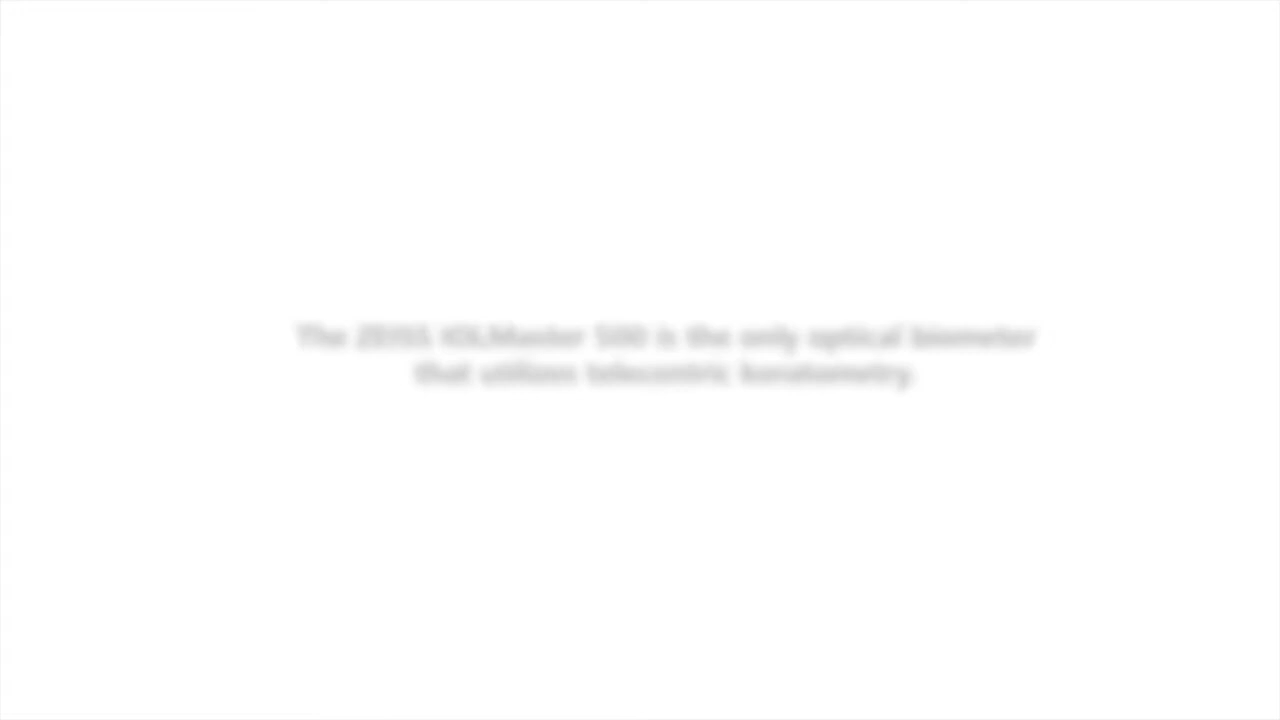 The ZEISS IOLMaster 500 is the only optical biometer
that utilizes telecentric keratometry.